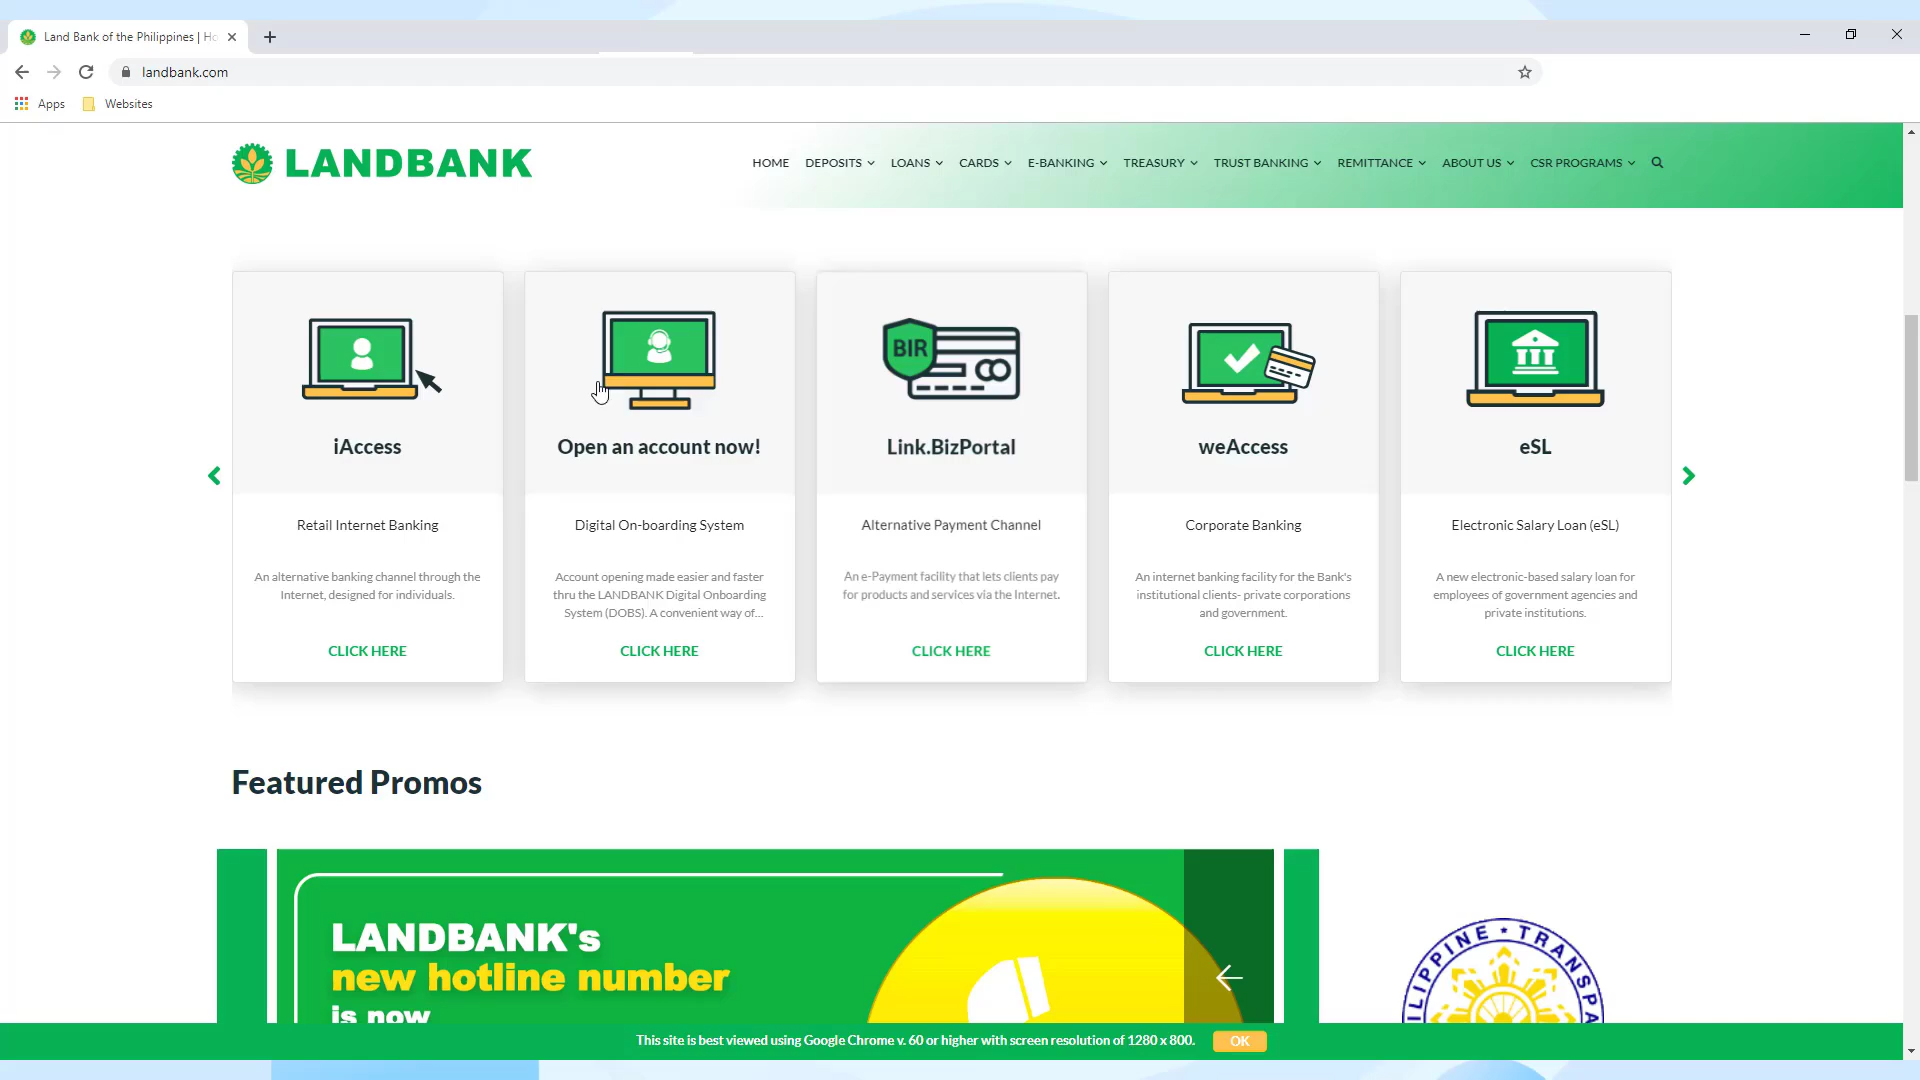 Land Bank of the Philippines | Ho
landbank.com
Apps
Websites
LANDBANK
HOME DEPOSITS LOANS CARDS E-BANKING TREASURY TRUST BANKING REMITTANCE ABOUT US CSR PROGRAMS
iAccess
Retail Internet Banking
An alternative banking channel through the
Internet, designed for individuals.
CLICK HERE
Open an account now!
Digital On-boarding System
Account opening made easier and faster
thru the LANDBANK Digital Onboarding
System (DOBS). A convenient way of...
CLICK HERE
BIR
Link.BizPortal
Alternative Payment Channel
An e-Payment facility that lets clients pay
for products and services via the Internet.
CLICK HERE
weAccess
Corporate Banking
An internet banking facility for the Bank's
institutional clients- private corporations
and government.
CLICK HERE
eSL
Electronic Salary Loan (eSL)
A new electronic-based salary loan for
employees of government agencies and
private institutions.
CLICK HERE
Featured Promos
LANDBANK's
new hotline number
is now
ILIPPINE ★ TRANSPA
This site is best viewed using Google Chrome v. 60 or higher with screen resolution of 1280 x 800.
OK